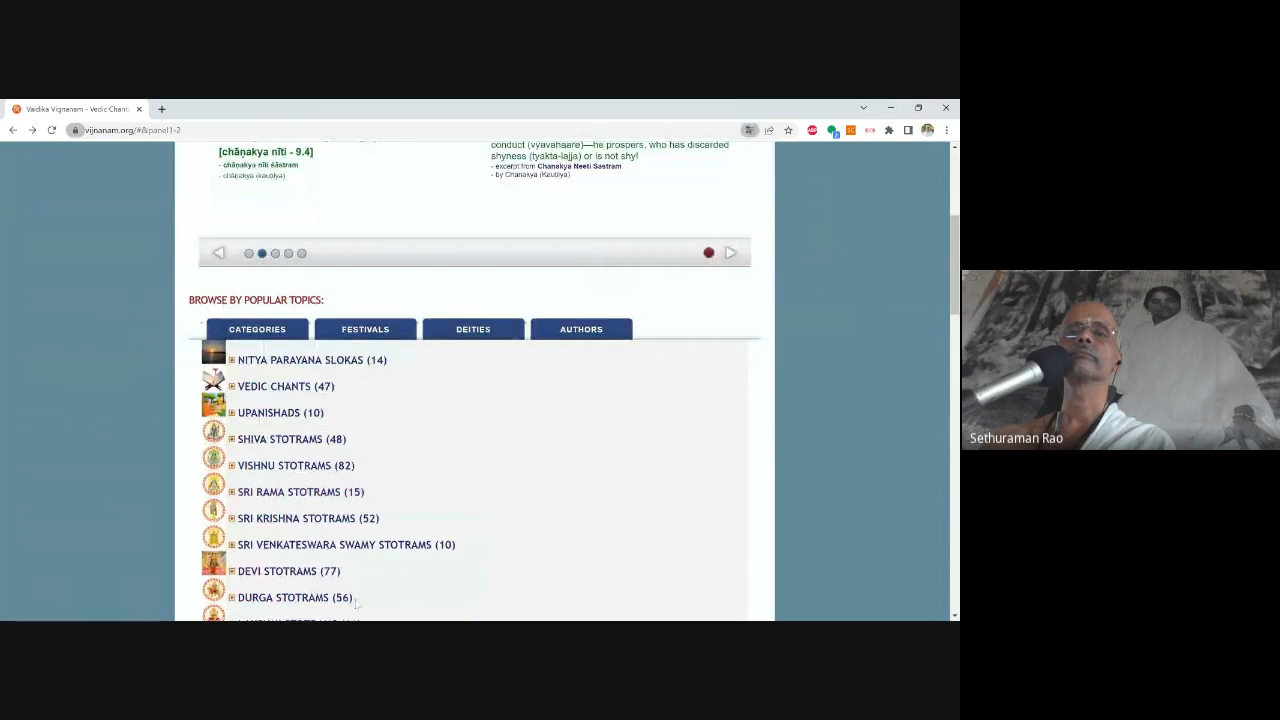 Vaidika Vignanam - Vedic Chants
vijnanam.org/#&panel1-2
[chāṇakya nīti - 9.4]
- chāṇakya nīti śāstram
- chāṇakya (kauṭilya)
conduct (vyavahaare)—he prospers, who has discarded
shyness (tyakta-lajja) or is not shy!
- excerpt from Chanakya Neeti Sastram
- by Chanakya (Kautilya)
BROWSE BY POPULAR TOPICS:
CATEGORIES
FESTIVALS
DEITIES
AUTHORS
NITYA PARAYANA SLOKAS (14)
VEDIC CHANTS (47)
UPANISHADS (10)
SHIVA STOTRAMS (48)
VISHNU STOTRAMS (82)
SRI RAMA STOTRAMS (15)
SRI KRISHNA STOTRAMS (52)
SRI VENKATESWARA SWAMY STOTRAMS (10)
DEVI STOTRAMS (77)
DURGA STOTRAMS (56)
Sethuraman Rao